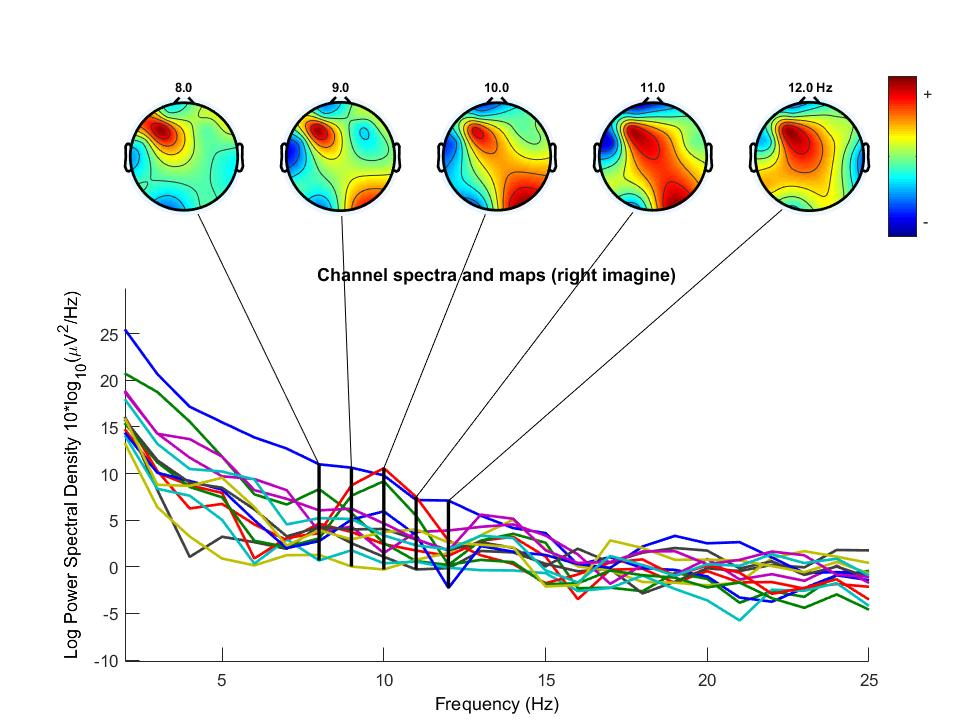 8.0 9.0 10.0 11.0 12.0 Hz
+
-
Channel spectra and maps (right imagine)
Log Power Spectral Density 10*log10(μV2/Hz)
25
20
15
10
5
0
-5
-10
5 10 15 20 25
Frequency (Hz)